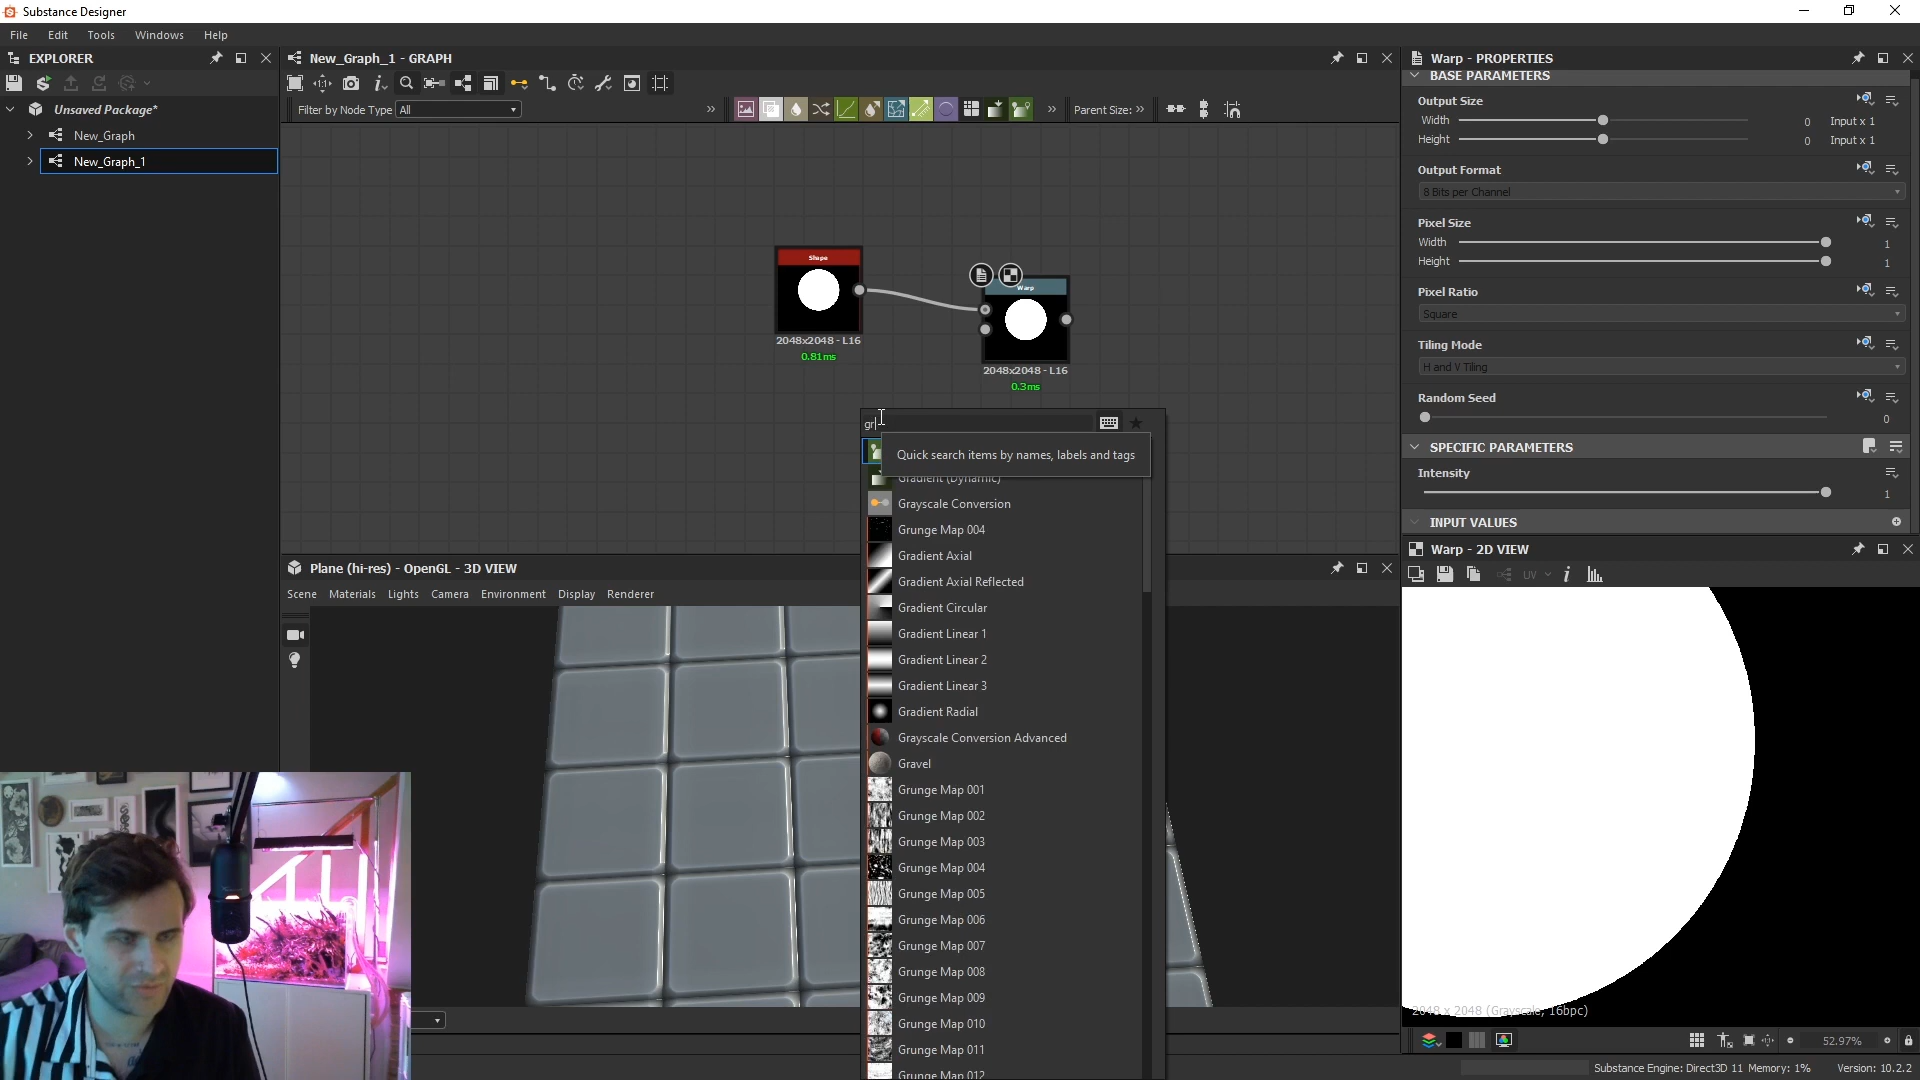 Substance Designer
File Edit Tools Windows Help
EXPLORER
New_Graph_1 - GRAPH
Warp - PROPERTIES
BASE PARAMETERS
Filter by Node Type All
Parent Size:
Unsaved Package*
New_Graph
New_Graph_1
Output Size
Width 0 Input x 1
Height 0 Input x 1
Output Format
8 Bits per Channel
Pixel Size
Width 1
Height 1
Pixel Ratio
Square
Tiling Mode
H and V Tiling
Random Seed
0
SPECIFIC PARAMETERS
Intensity
1
INPUT VALUES
Shape
2048x2048 - L16
0.81ms
Warp
2048x2048 - L16
0.3ms
gr
Quick search items by names, labels and tags
Gradient (Dynamic)
Grayscale Conversion
Grunge Map 004
Gradient Axial
Gradient Axial Reflected
Gradient Circular
Gradient Linear 1
Gradient Linear 2
Gradient Linear 3
Gradient Radial
Grayscale Conversion Advanced
Gravel
Grunge Map 001
Grunge Map 002
Grunge Map 003
Grunge Map 004
Grunge Map 005
Grunge Map 006
Grunge Map 007
Grunge Map 008
Grunge Map 009
Grunge Map 010
Grunge Map 011
Grunge Map 012
Plane (hi-res) - OpenGL - 3D VIEW
Scene Materials Lights Camera Environment Display Renderer
Warp - 2D VIEW
UV
2048 x 2048 (Grayscale, 16bpc)
52.97%
Substance Engine: Direct3D 11 Memory: 1% Version: 10.2.2